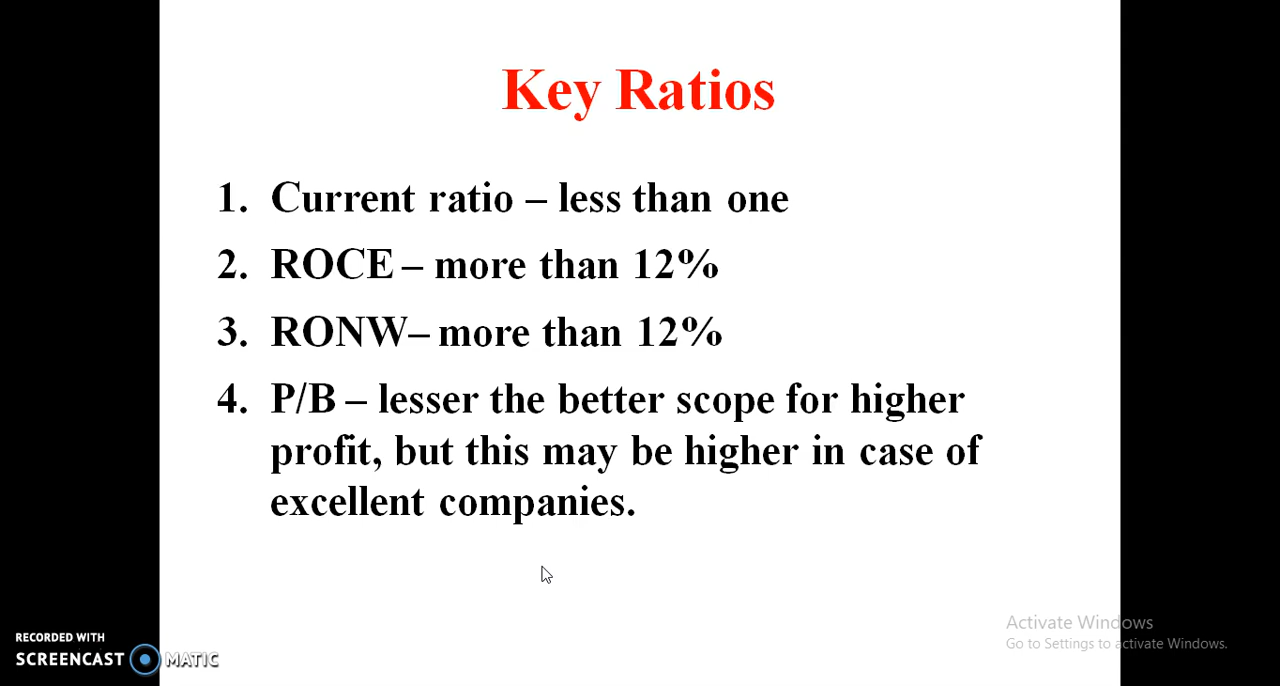 Key Ratios
1. Current ratio – less than one
2. ROCE – more than 12%
3. RONW– more than 12%
4. P/B – lesser the better scope for higher
profit, but this may be higher in case of
excellent companies.
Activate Windows
Go to Settings to activate Windows.
RECORDED WITH
SCREENCAST MATIC